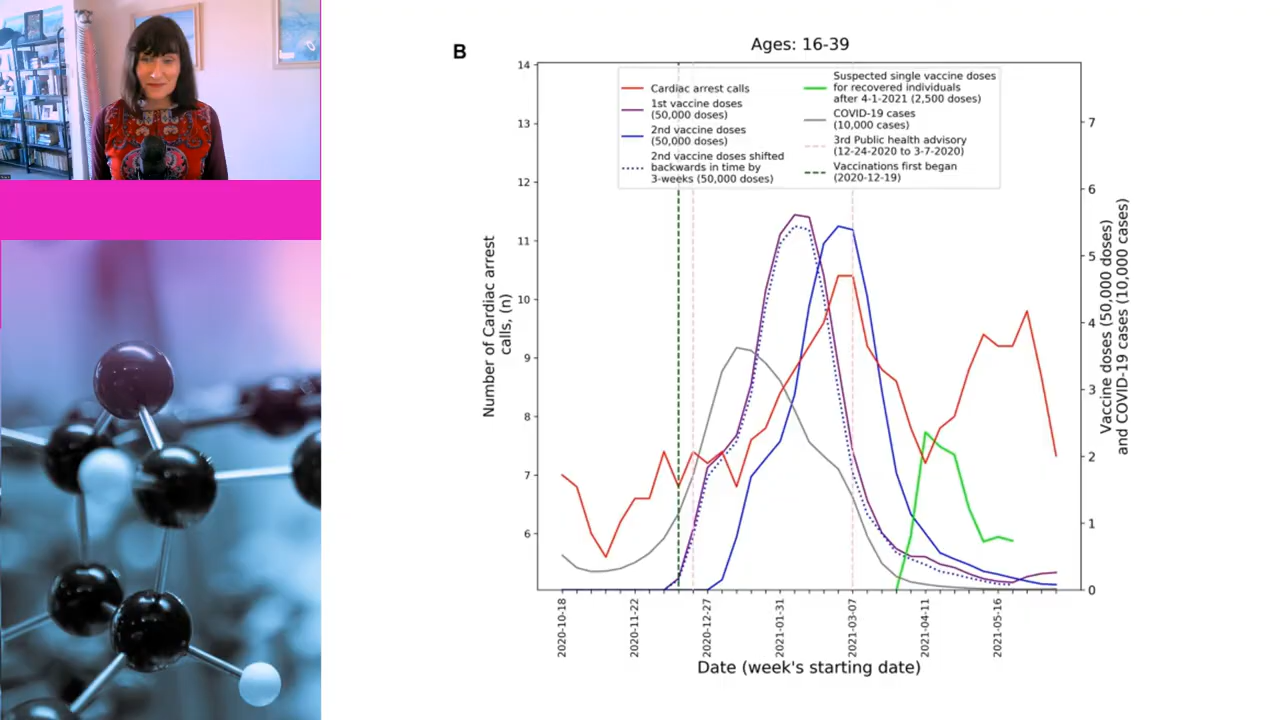 B
Ages: 16-39
Cardiac arrest calls
1st vaccine doses
(50,000 doses)
2nd vaccine doses
(50,000 doses)
2nd vaccine doses shifted
backwards in time by
3-weeks (50,000 doses)
Suspected single vaccine doses
for recovered individuals
after 4-1-2021 (2,500 doses)
COVID-19 cases
(10,000 cases)
3rd Public health advisory
(12-24-2020 to 3-7-2020)
Vaccinations first began
(2020-12-19)
Number of Cardiac arrest
calls, (n)
14
13
12
11
10
9
8
7
6
7
6
5
4
3
2
1
0
Vaccine doses (50,000 doses)
and COVID-19 cases (10,000 cases)
2020-10-18
2020-11-22
2020-12-27
2021-01-31
2021-03-07
2021-04-11
2021-05-16
Date (week's starting date)